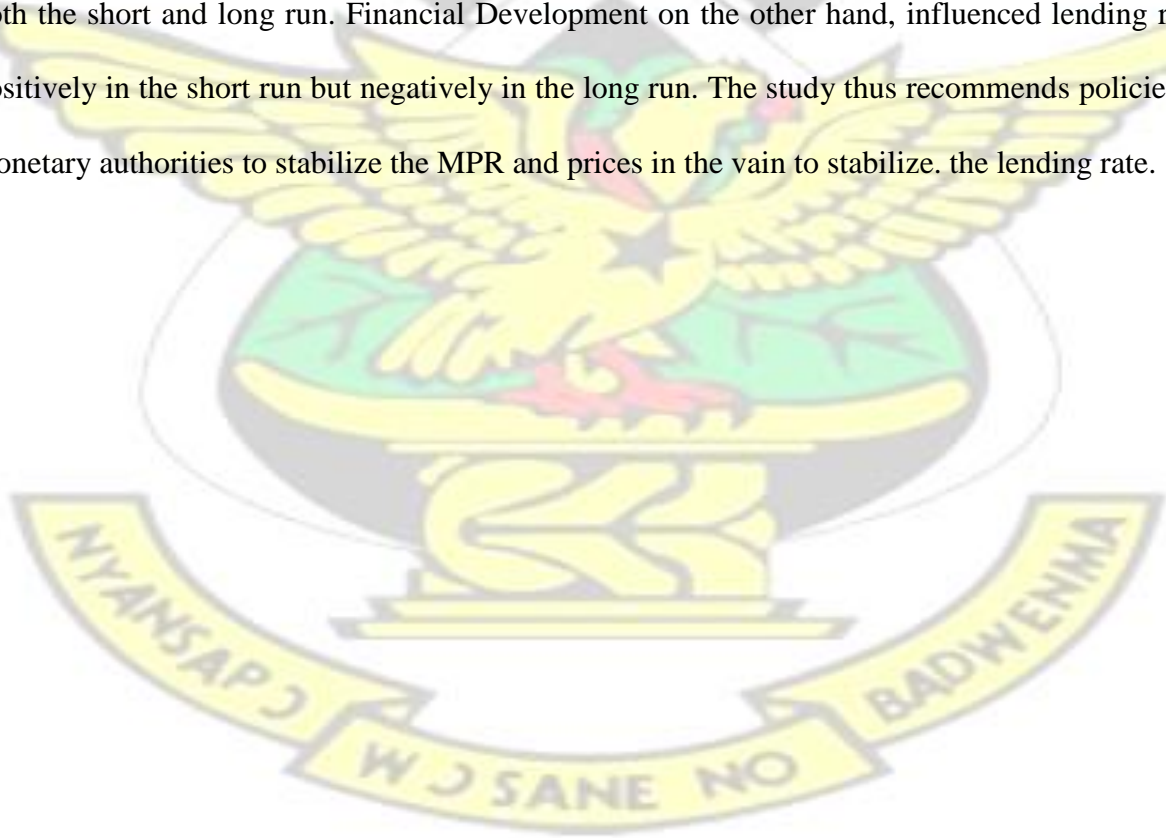 oth the short and long run. Financial Development on the other hand, influenced lending r
ositively in the short run but negatively in the long run. The study thus recommends policie
onetary authorities to stabilize the MPR and prices in the vain to stabilize. the lending rate.
NYANSAPƆ
WƆSANE NO
BADWENMA